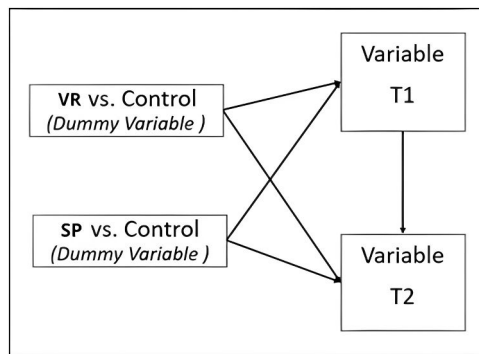 VR vs. Control
(Dummy Variable )
SP vs. Control
(Dummy Variable )
Variable
T1
Variable
T2